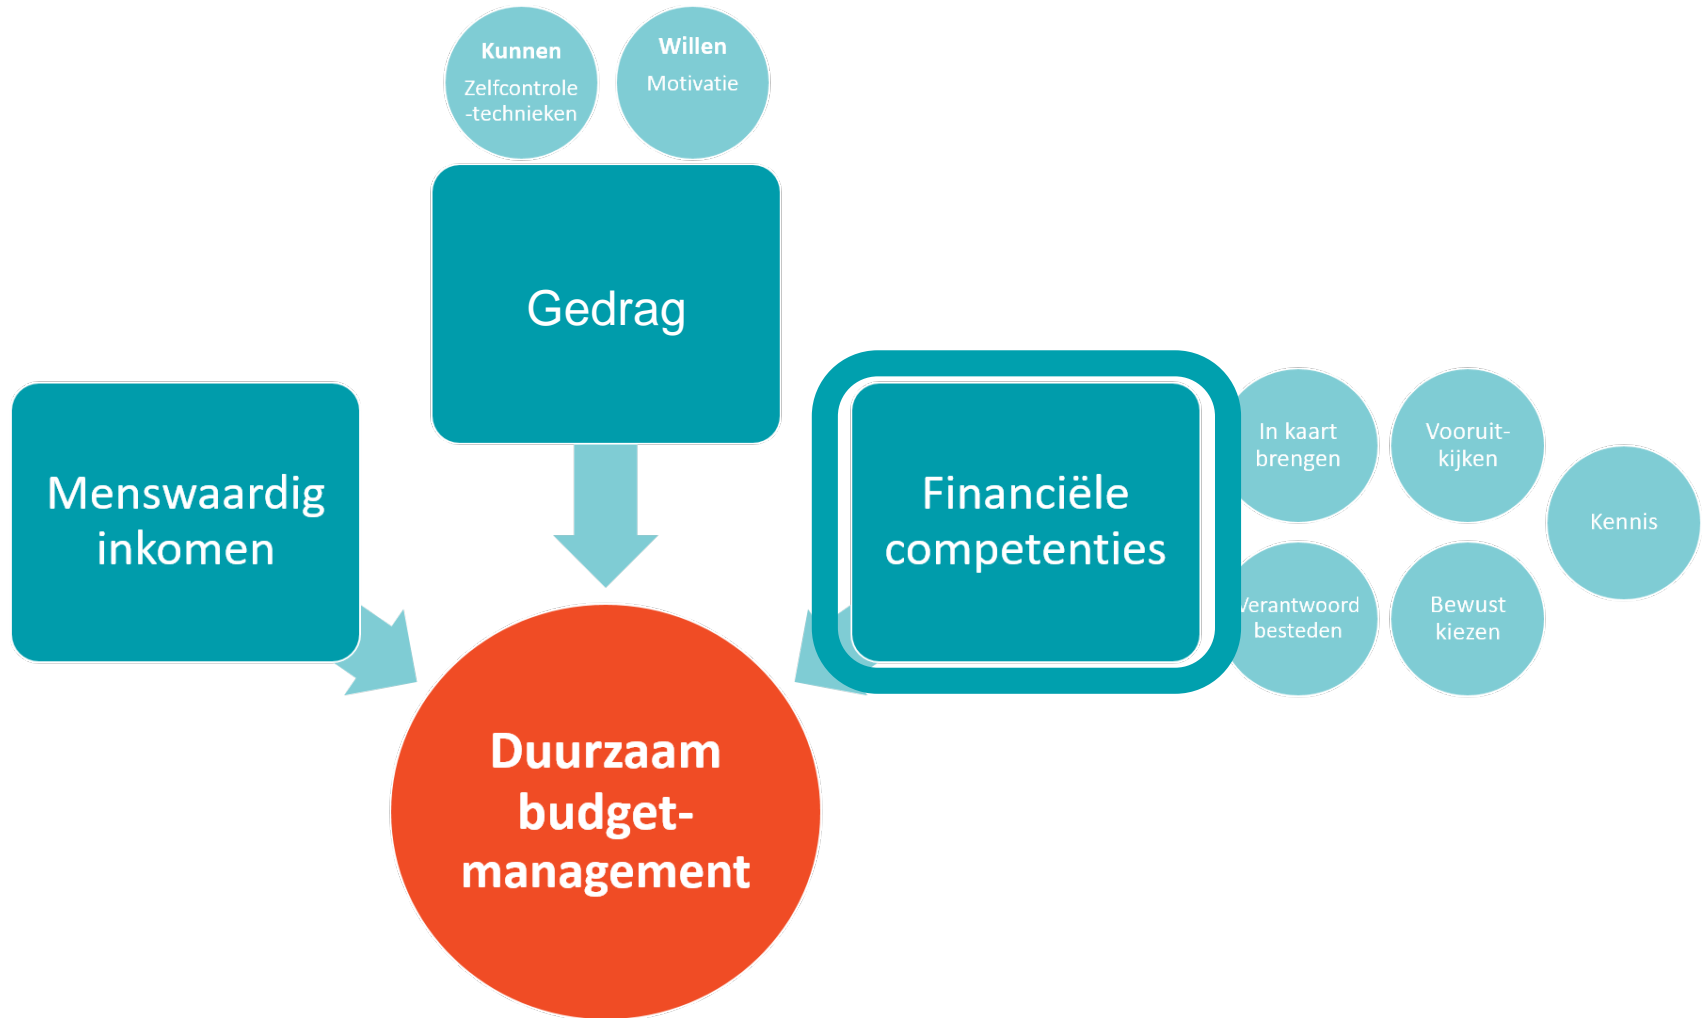 Kunnen
Zelfcontrole
-technieken
Willen
Motivatie
Gedrag
Menswaardig
inkomen
Financiële
competenties
In kaart
brengen
Vooruit-
kijken
Kennis
Verantwoord
besteden
Bewust
kiezen
Duurzaam
budget-
management